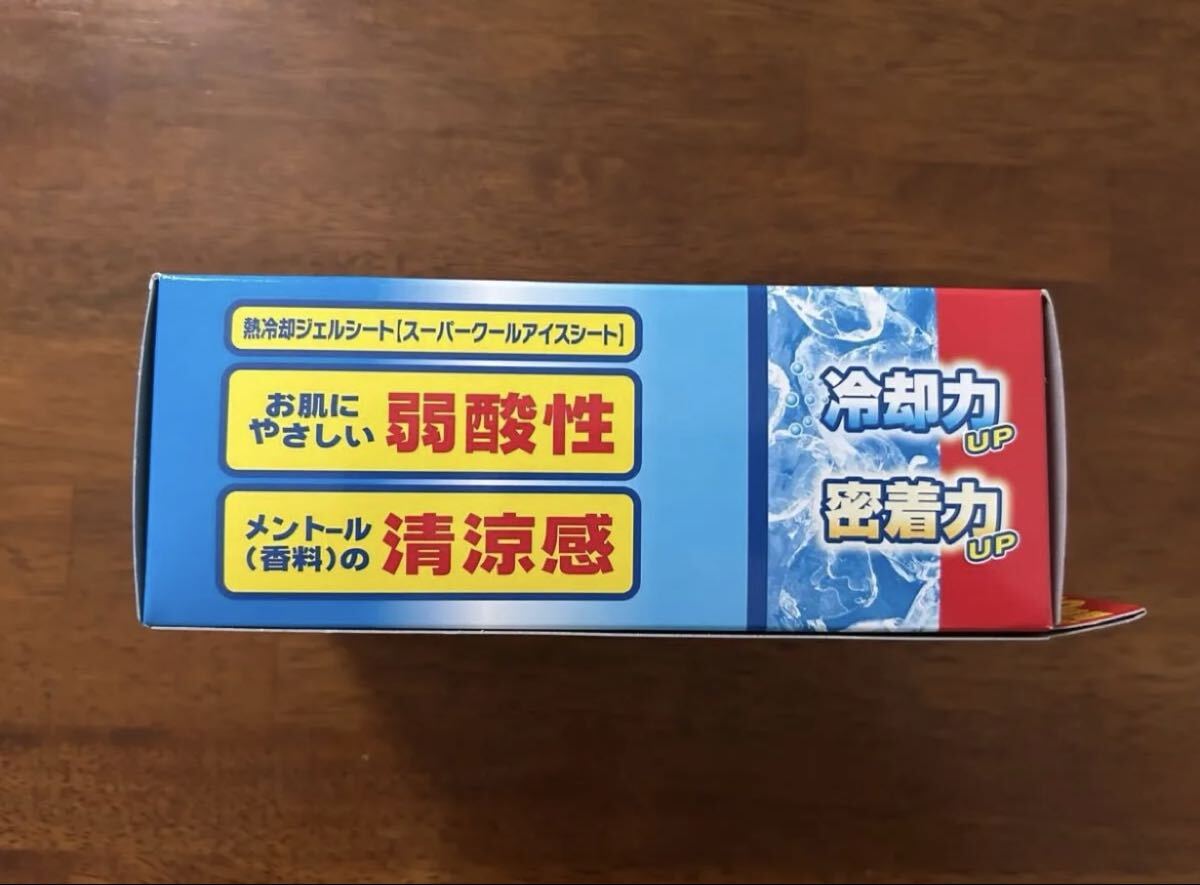 熱冷却ジェルシート【スーパークールアイスシート】
お肌に
やさしい
弱酸性
メントール
(香料)の
清涼感
冷却力
UP
密着力
UP